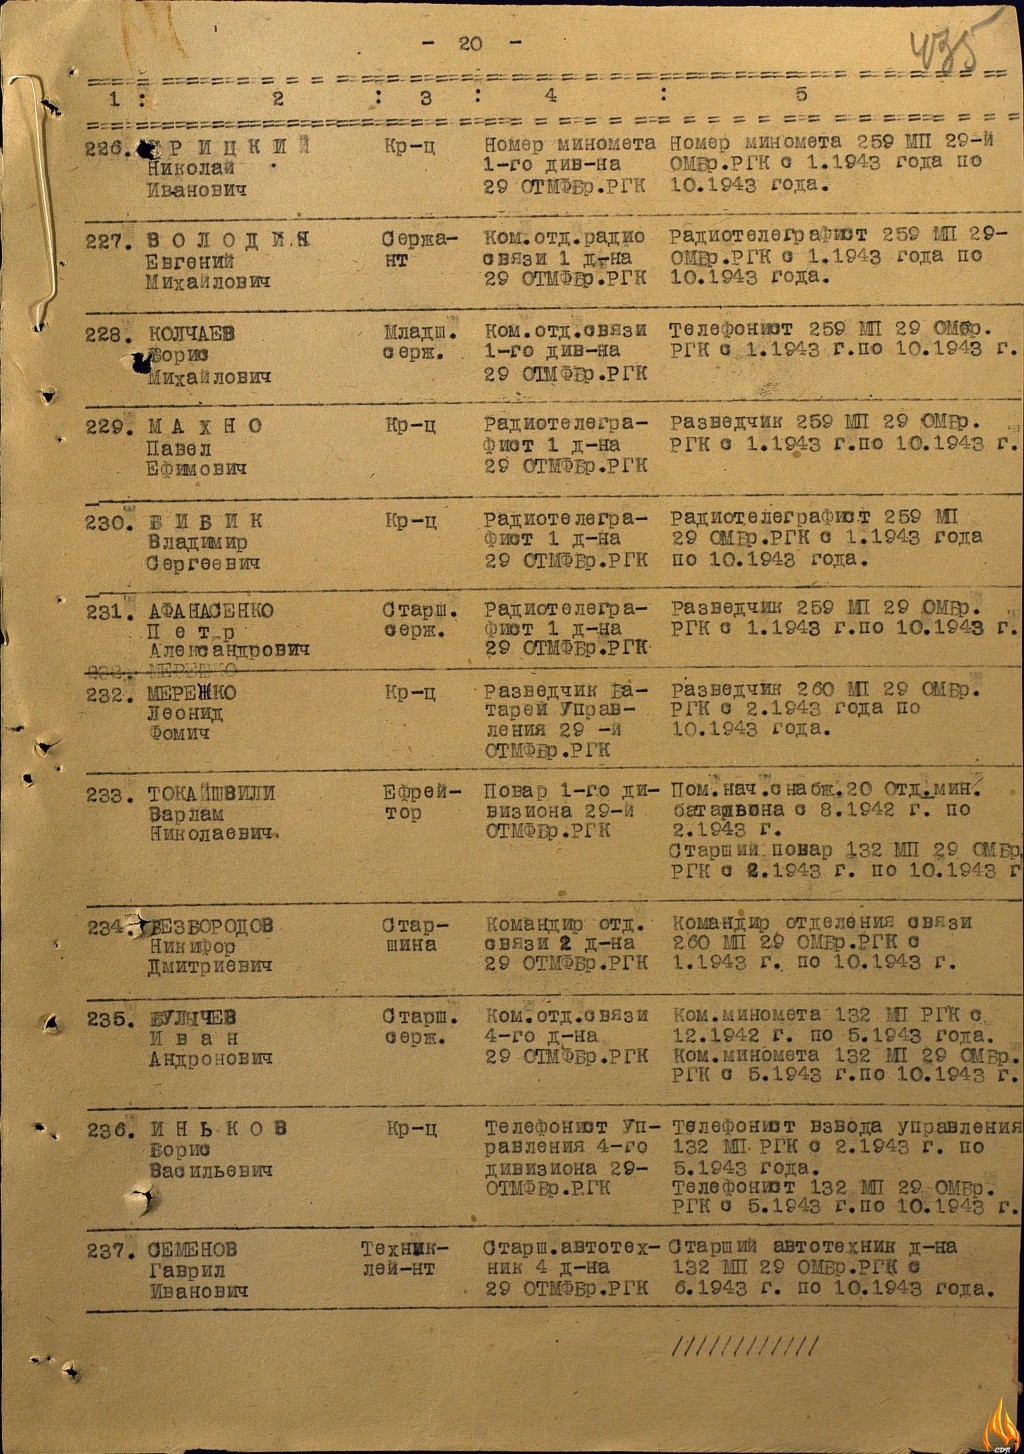 - 20 -
435
1 : 2 : 3 : 4 : 5
226. РИЦКИЙ Кр-ц Номер миномета Номер миномета 259 МП 29-й
Николай 1-го див-на ОМБр.РГК с 1.1943 года по
Иванович 29 ОТМФБр.РГК 10.1943 года.
227. ВОЛОДИН Сержа- Ком.отд.радио Радиотелеграфист 259 МП 29-
Евгений нт связи 1 д-на ОМБр.РГК с 1.1943 года по
Михайлович 29 ОТМФБр.РГК 10.1943 года.
228. КОЛЧАЕВ Младш. Ком.отд.связи Телефонист 259 МП 29 ОМБр.
Борис серж. 1-го див-на РГК с 1.1943 г.по 10.1943 г.
Михайлович 29 ОТМФБр.РГК
229. МАХНО Кр-ц Радиотелегра- Разведчик 259 МП 29 ОМБр.
Павел фист 1 д-на РГК с 1.1943 г.по 10.1943 г.
Ефимович 29 ОТМФБр.РГК
230. БИБИК Кр-ц Радиотелегра- Радиотелеграфист 259 МП
Владимир фист 1 д-на 29 ОМБр.РГК с 1.1943 года
Сергеевич 29 ОТМФБр.РГК по 10.1943 года.
231. АФАНАСЕНКО Старш. Радиотелегра- Разведчик 259 МП 29 ОМБр.
Петр серж. фист 1 д-на РГК с 1.1943 г.по 10.1943 г.
Александрович 29 ОТМФБр.РГК
232. МЕРЕЖКО
232. МЕРЕЖКО Кр-ц Разведчик Ба- Разведчик 260 МП 29 ОМБр.
Леонид тарей Управ- РГК с 2.1943 года по
Фомич ления 29 -й 10.1943 года.
ОТМФБр.РГК
233. ТОКАЙШВИЛИ Ефрей- Повар 1-го ди- Пом.нач.снабж.20 Отд.мин.
Варлам тор визиона 29-й батальона с 8.1942 г. по
Николаевич ОТМФБр.РГК 2.1943 г.
Старший повар 132 МП 29 ОМБр
РГК с 2.1943 г. по 10.1943 г
234. БЕЗБОРОДОВ Стар- Командир отд. Командир отделения связи
Никифор шина связи 2 д-на 260 МП 29 ОМБр.РГК с
Дмитриевич 29 ОТМФБр.РГК 1.1943 г. по 10.1943 г.
235. БУЛЫЧЕВ Старш. Ком.отд.связи Ком.миномета 132 МП РГК с
Иван серж. 4-го д-на 12.1942 г. по 5.1943 года.
Андронович 29 ОТМФБр.РГК Ком.миномета 132 МП 29 ОМБр.
РГК с 5.1943 г.по 10.1943 г.
236. ИНЬКОВ Кр-ц Телефонист Уп- Телефонист взвода управления
Борис равления 4-го 132 МП РГК с 2.1943 г. по
Васильевич дивизиона 29- 5.1943 года.
ОТМФБр.РГК Телефонист 132 МП 29 ОМБр.
РГК с 5.1943 г.по 10.1943 г.
237. СЕМЕНОВ Техник- Старш.автотех- Старший автотехник д-на
Гаврил лей-нт ник 4 д-на 132 МП 29 ОМБр.РГК с
Иванович 29 ОТМФБр.РГК 6.1943 г. по 10.1943 года.
////////////